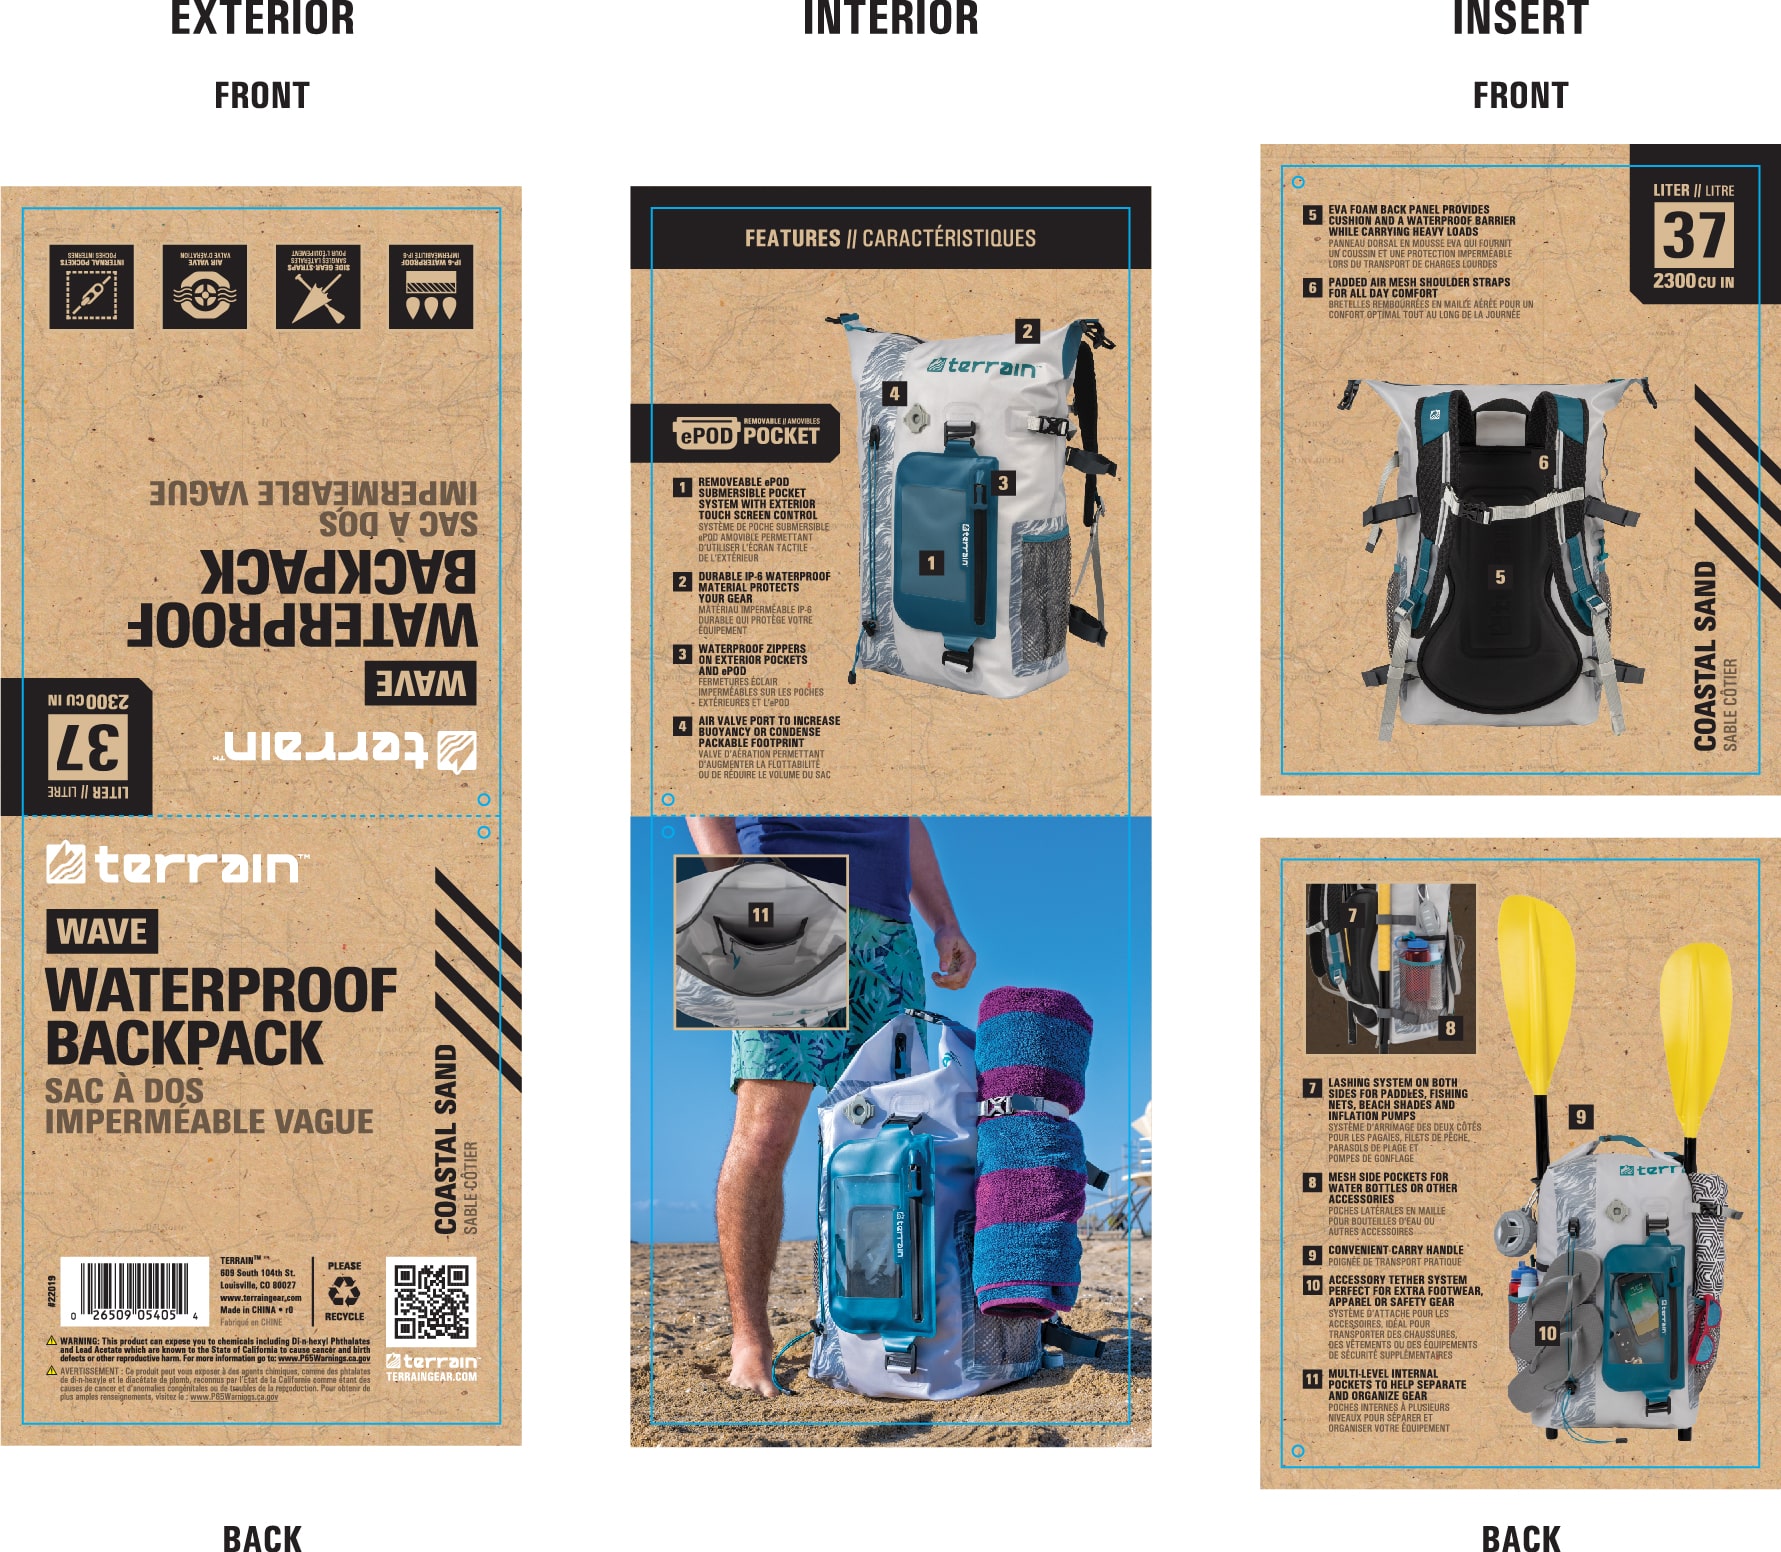 EXTERIOR
FRONT
INTERNAL POCKETS
POCHES INTERNES
AIR VALVE
VALVE D'AÉRATION
SIDE GEAR STRAPS
SANGLES LATÉRALES
POUR L'ÉQUIPEMENT
IP-6 WATERPROOF
IMPERMÉABILITÉ IP-6
terrain™
WAVE
WATERPROOF
BACKPACK
SAC À DOS
IMPERMÉABLE VAGUE
LITER // LITRE
37
2300 CU IN
terrain™
WAVE
WATERPROOF
BACKPACK
SAC À DOS
IMPERMÉABLE VAGUE
COASTAL SAND
SABLE CÔTIER
#22019
0 26509 05405 4
TERRAIN™
609 South 104th St.
Louisville, CO 80027
www.terraingear.com
Made in CHINA • r0
Fabriqué en CHINE
PLEASE
RECYCLE
terrain
TERRAINGEAR.COM
WARNING: This product can expose you to chemicals including Di-n-hexyl Phthalates
and Lead Acetate which are known to the State of California to cause cancer and birth
defects or other reproductive harm. For more information go to: www.P65Warnings.ca.gov
AVERTISSEMENT : Ce produit peut vous exposer à des agents chimiques, comme des phtalates
de di-n-hexyle et le diacétate de plomb, reconnus par l'État de la Californie comme étant des
causes de cancer et d'anomalies congénitales ou de troubles de la reproduction. Pour obtenir de
plus amples renseignements, visitez le : www.P65Warnings.ca.gov
BACK
INTERIOR
FEATURES // CARACTÉRISTIQUES
ePOD
REMOVABLE // AMOVIBLES
POCKET
1 REMOVEABLE ePOD
SUBMERSIBLE POCKET
SYSTEM WITH EXTERIOR
TOUCH SCREEN CONTROL
SYSTÈME DE POCHE SUBMERSIBLE
ePOD AMOVIBLE PERMETTANT
D'UTILISER L'ÉCRAN TACTILE
DE L'EXTÉRIEUR
2 DURABLE IP-6 WATERPROOF
MATERIAL PROTECTS
YOUR GEAR
MATÉRIAU IMPERMÉABLE IP-6
DURABLE QUI PROTÈGE VOTRE
ÉQUIPEMENT
3 WATERPROOF ZIPPERS
ON EXTERIOR POCKETS
AND ePOD
FERMETURES ÉCLAIR
IMPERMÉABLES SUR LES POCHES
EXTÉRIEURES ET L'ePOD
4 AIR VALVE PORT TO INCREASE
BUOYANCY OR CONDENSE
PACKABLE FOOTPRINT
VALVE D'AÉRATION PERMETTANT
D'AUGMENTER LA FLOTTABILITÉ
OU DE RÉDUIRE LE VOLUME DU SAC
2
terrain
4
3
terrain
1
11
terrain
INSERT
FRONT
5 EVA FOAM BACK PANEL PROVIDES
CUSHION AND A WATERPROOF BARRIER
WHILE CARRYING HEAVY LOADS
PANNEAU DORSAL EN MOUSSE EVA QUI FOURNIT
UN COUSSIN ET UNE PROTECTION IMPERMÉABLE
LORS DU TRANSPORT DE CHARGES LOURDES
6 PADDED AIR MESH SHOULDER STRAPS
FOR ALL DAY COMFORT
BRETELLES REMBOURRÉES EN MAILLE AÉRÉE POUR UN
CONFORT OPTIMAL TOUT AU LONG DE LA JOURNÉE
LITER // LITRE
37
2300 CU IN
6
5
COASTAL SAND
SABLE CÔTIER
7
8
7 LASHING SYSTEM ON BOTH
SIDES FOR PADDLES, FISHING
NETS, BEACH SHADES AND
INFLATION PUMPS
SYSTÈME D'ARRIMAGE DES DEUX CÔTÉS
POUR LES PAGAIES, FILETS DE PÊCHE,
PARASOLS DE PLAGE ET
POMPES DE GONFLAGE
8 MESH SIDE POCKETS FOR
WATER BOTTLES OR OTHER
ACCESSORIES
POCHES LATÉRALES EN MAILLE
POUR BOUTEILLES D'EAU OU
AUTRES ACCESSOIRES
9 CONVENIENT CARRY HANDLE
POIGNÉE DE TRANSPORT PRATIQUE
10 ACCESSORY TETHER SYSTEM
PERFECT FOR EXTRA FOOTWEAR,
APPAREL OR SAFETY GEAR
SYSTÈME D'ATTACHE POUR LES
ACCESSOIRES, IDÉAL POUR
TRANSPORTER DES CHAUSSURES,
DES VÊTEMENTS OU DES ÉQUIPEMENTS
DE SÉCURITÉ SUPPLÉMENTAIRES
11 MULTI-LEVEL INTERNAL
POCKETS TO HELP SEPARATE
AND ORGANIZE GEAR
POCHES INTERNES À PLUSIEURS
NIVEAUX POUR SÉPARER ET
ORGANISER VOTRE ÉQUIPEMENT
9
terr
terrain
10
BACK